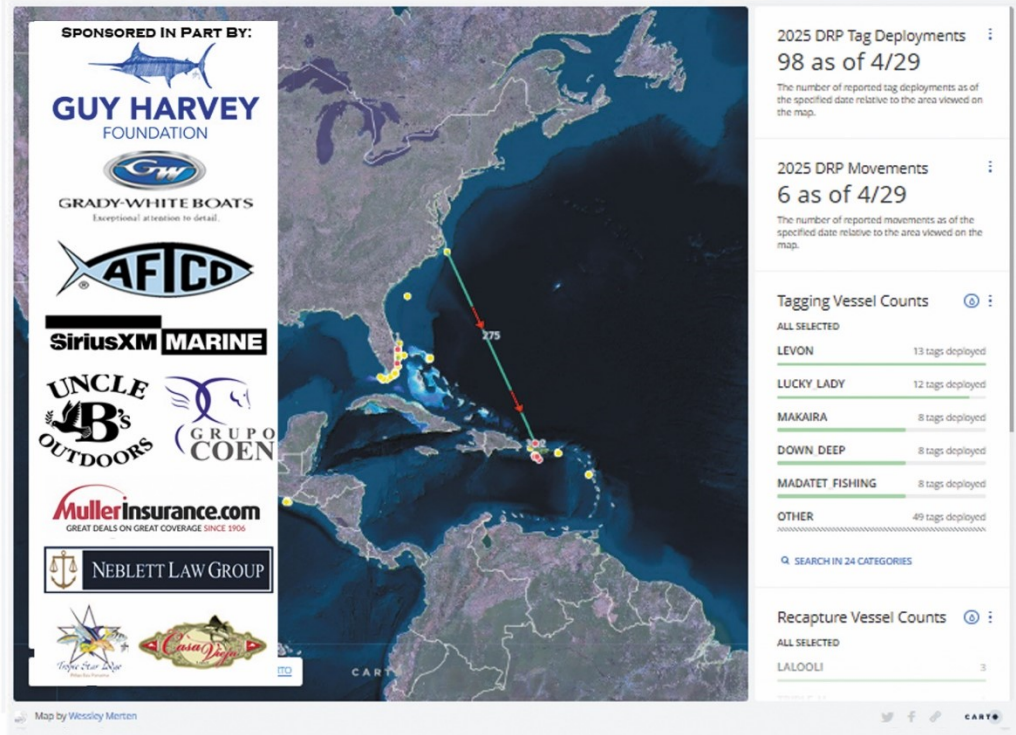 SPONSORED IN PART BY:
GUY HARVEY
FOUNDATION
GW
GRADY-WHITE BOATS
Exceptional attention to detail.
AFTCO
®
SiriusXM MARINE
UNCLE
B's
OUTDOORS
GRUPO
COEN
Mullerinsurance.com
GREAT DEALS ON GREAT COVERAGE SINCE 1906
NEBLETT LAW GROUP
Tropic Star Lodge
Casa Vieja
CART
Map by Wessley Merten
275
2025 DRP Tag Deployments
98 as of 4/29
The number of reported tag deployments as of
the specified date relative to the area viewed on
the map.
2025 DRP Movements
6 as of 4/29
The number of reported movements as of the
specified date relative to the area viewed on the
map.
Tagging Vessel Counts
ALL SELECTED
LEVON 13 tags deployed
LUCKY_LADY 12 tags deployed
MAKAIRA 8 tags deployed
DOWN_DEEP 8 tags deployed
MADATET_FISHING 8 tags deployed
OTHER 49 tags deployed
SEARCH IN 24 CATEGORIES
Recapture Vessel Counts
ALL SELECTED
LALOOLI 3
CARTO